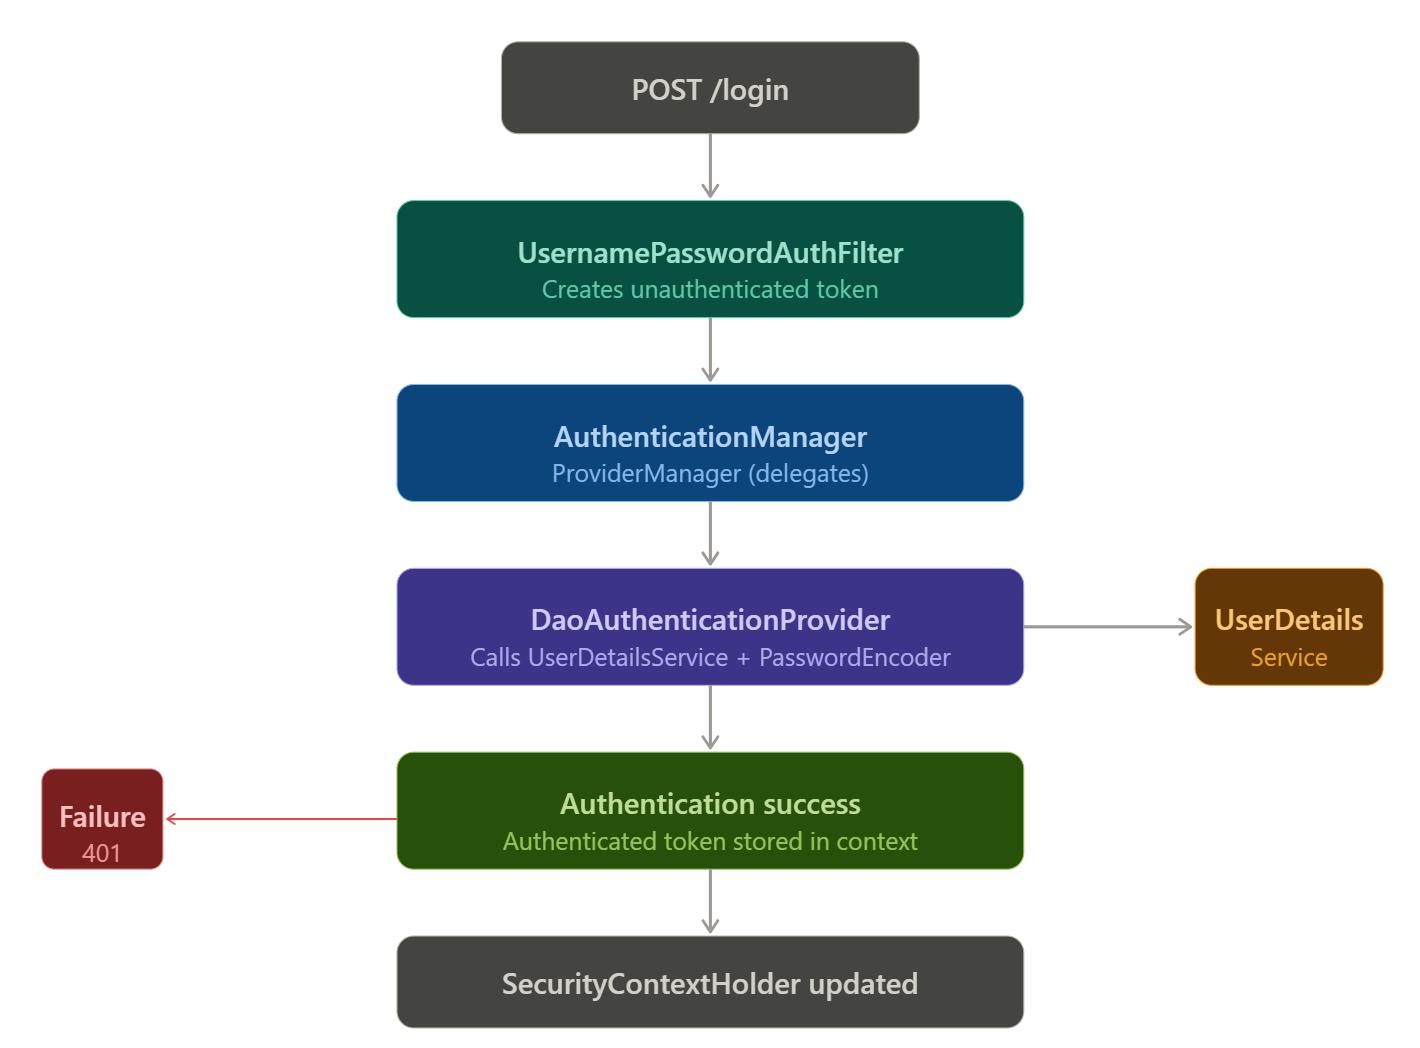 POST /login
UsernamePasswordAuthFilter
Creates unauthenticated token
AuthenticationManager
ProviderManager (delegates)
DaoAuthenticationProvider
Calls UserDetailsService + PasswordEncoder
UserDetails
Service
Authentication success
Authenticated token stored in context
Failure
401
SecurityContextHolder updated